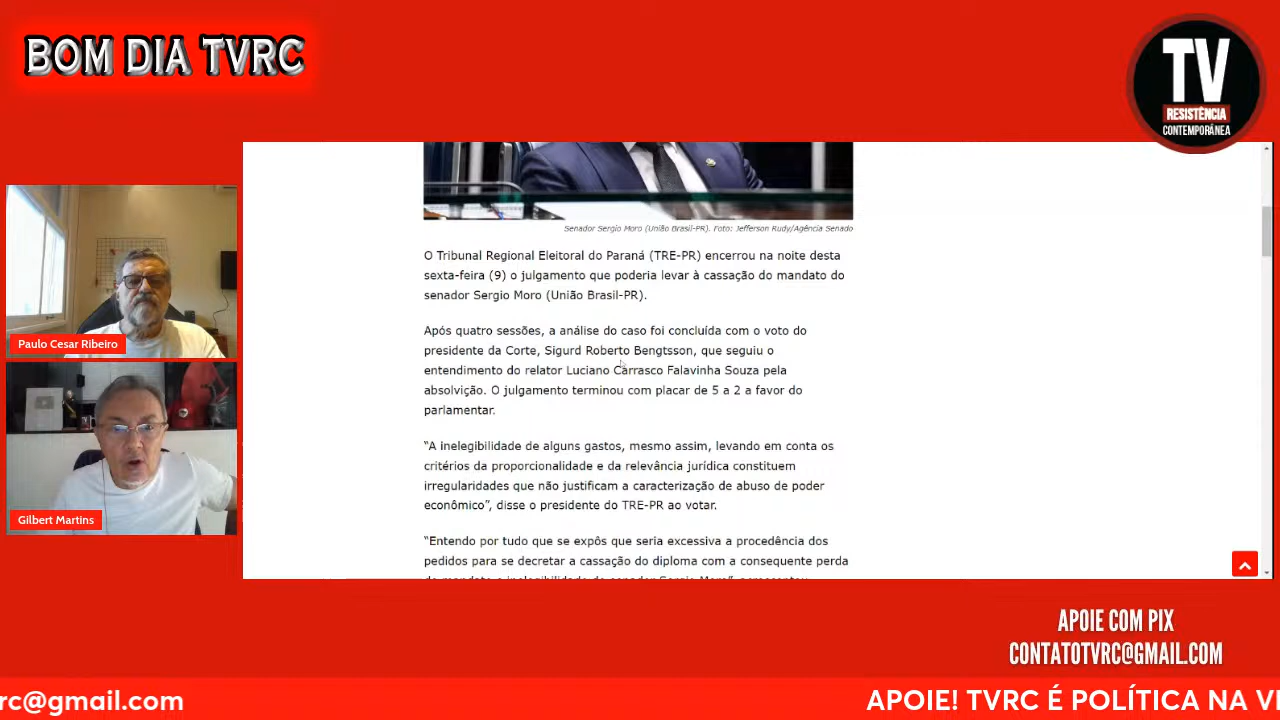 BOM DIA TVRC
TV
RESISTÊNCIA
CONTEMPORÂNEA
Senador Sergio Moro (União Brasil-PR). Foto: Jefferson Rudy/Agência Senado
O Tribunal Regional Eleitoral do Paraná (TRE-PR) encerrou na noite desta
sexta-feira (9) o julgamento que poderia levar à cassação do mandato do
senador Sergio Moro (União Brasil-PR).
Após quatro sessões, a análise do caso foi concluída com o voto do
presidente da Corte, Sigurd Roberto Bengtsson, que seguiu o
entendimento do relator Luciano Carrasco Falavinha Souza pela
absolvição. O julgamento terminou com placar de 5 a 2 a favor do
parlamentar.
“A inelegibilidade de alguns gastos, mesmo assim, levando em conta os
critérios da proporcionalidade e da relevância jurídica constituem
irregularidades que não justificam a caracterização de abuso de poder
econômico”, disse o presidente do TRE-PR ao votar.
“Entendo por tudo que se expôs que seria excessiva a procedência dos
pedidos para se decretar a cassação do diploma com a consequente perda
Paulo Cesar Ribeiro
Gilbert Martins
APOIE COM PIX
CONTATOTVRC@GMAIL.COM
rc@gmail.com
APOIE! TVRC É POLÍTICA NA